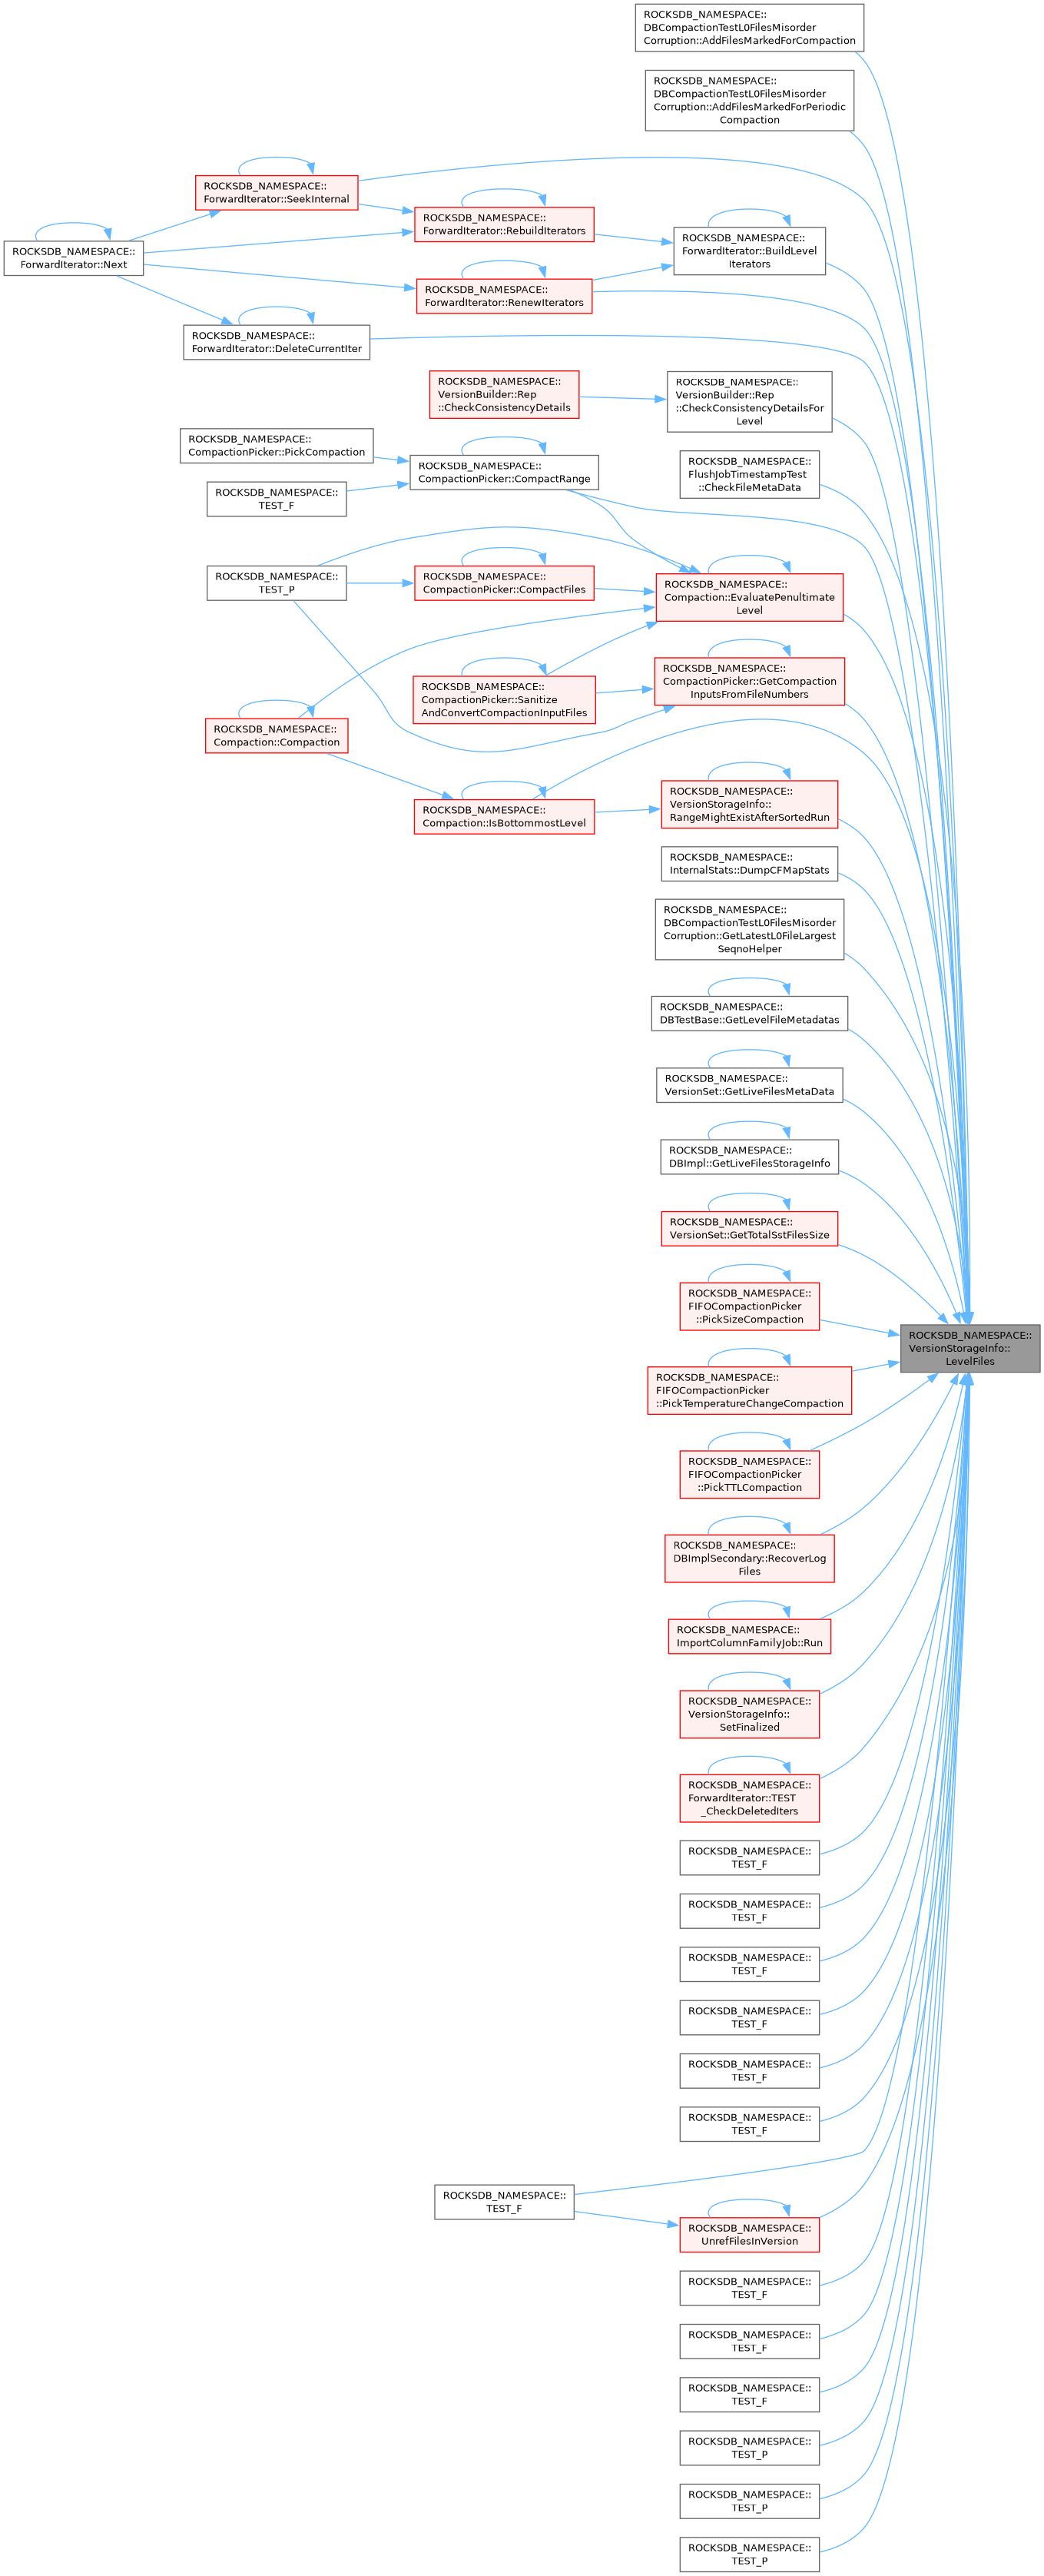 ROCKSDB_NAMESPACE::
DBCompactionTestL0FilesMisorder
Corruption::AddFilesMarkedForCompaction
ROCKSDB_NAMESPACE::
DBCompactionTestL0FilesMisorder
Corruption::AddFilesMarkedForPeriodic
Compaction
ROCKSDB_NAMESPACE::
ForwardIterator::SeekInternal
ROCKSDB_NAMESPACE::
ForwardIterator::RebuildIterators
ROCKSDB_NAMESPACE::
ForwardIterator::BuildLevel
Iterators
ROCKSDB_NAMESPACE::
ForwardIterator::Next
ROCKSDB_NAMESPACE::
ForwardIterator::RenewIterators
ROCKSDB_NAMESPACE::
ForwardIterator::DeleteCurrentIter
ROCKSDB_NAMESPACE::
VersionBuilder::Rep
::CheckConsistencyDetails
ROCKSDB_NAMESPACE::
VersionBuilder::Rep
::CheckConsistencyDetailsFor
Level
ROCKSDB_NAMESPACE::
CompactionPicker::PickCompaction
ROCKSDB_NAMESPACE::
CompactionPicker::CompactRange
ROCKSDB_NAMESPACE::
FlushJobTimestampTest
::CheckFileMetaData
ROCKSDB_NAMESPACE::
TEST_F
ROCKSDB_NAMESPACE::
TEST_P
ROCKSDB_NAMESPACE::
CompactionPicker::CompactFiles
ROCKSDB_NAMESPACE::
Compaction::EvaluatePenultimate
Level
ROCKSDB_NAMESPACE::
CompactionPicker::GetCompaction
InputsFromFileNumbers
ROCKSDB_NAMESPACE::
CompactionPicker::Sanitize
AndConvertCompactionInputFiles
ROCKSDB_NAMESPACE::
Compaction::Compaction
ROCKSDB_NAMESPACE::
Compaction::IsBottommostLevel
ROCKSDB_NAMESPACE::
VersionStorageInfo::
RangeMightExistAfterSortedRun
ROCKSDB_NAMESPACE::
InternalStats::DumpCFMapStats
ROCKSDB_NAMESPACE::
DBCompactionTestL0FilesMisorder
Corruption::GetLatestL0FileLargest
SeqnoHelper
ROCKSDB_NAMESPACE::
DBTestBase::GetLevelFileMetadatas
ROCKSDB_NAMESPACE::
VersionSet::GetLiveFilesMetaData
ROCKSDB_NAMESPACE::
DBImpl::GetLiveFilesStorageInfo
ROCKSDB_NAMESPACE::
VersionSet::GetTotalSstFilesSize
ROCKSDB_NAMESPACE::
FIFOCompactionPicker
::PickSizeCompaction
ROCKSDB_NAMESPACE::
VersionStorageInfo::
LevelFiles
ROCKSDB_NAMESPACE::
FIFOCompactionPicker
::PickTemperatureChangeCompaction
ROCKSDB_NAMESPACE::
FIFOCompactionPicker
::PickTTLCompaction
ROCKSDB_NAMESPACE::
DBImplSecondary::RecoverLog
Files
ROCKSDB_NAMESPACE::
ImportColumnFamilyJob::Run
ROCKSDB_NAMESPACE::
VersionStorageInfo::
SetFinalized
ROCKSDB_NAMESPACE::
ForwardIterator::TEST
_CheckDeletedIters
ROCKSDB_NAMESPACE::
TEST_F
ROCKSDB_NAMESPACE::
TEST_F
ROCKSDB_NAMESPACE::
TEST_F
ROCKSDB_NAMESPACE::
TEST_F
ROCKSDB_NAMESPACE::
TEST_F
ROCKSDB_NAMESPACE::
TEST_F
ROCKSDB_NAMESPACE::
TEST_F
ROCKSDB_NAMESPACE::
UnrefFilesInVersion
ROCKSDB_NAMESPACE::
TEST_F
ROCKSDB_NAMESPACE::
TEST_F
ROCKSDB_NAMESPACE::
TEST_F
ROCKSDB_NAMESPACE::
TEST_P
ROCKSDB_NAMESPACE::
TEST_P
ROCKSDB_NAMESPACE::
TEST_P